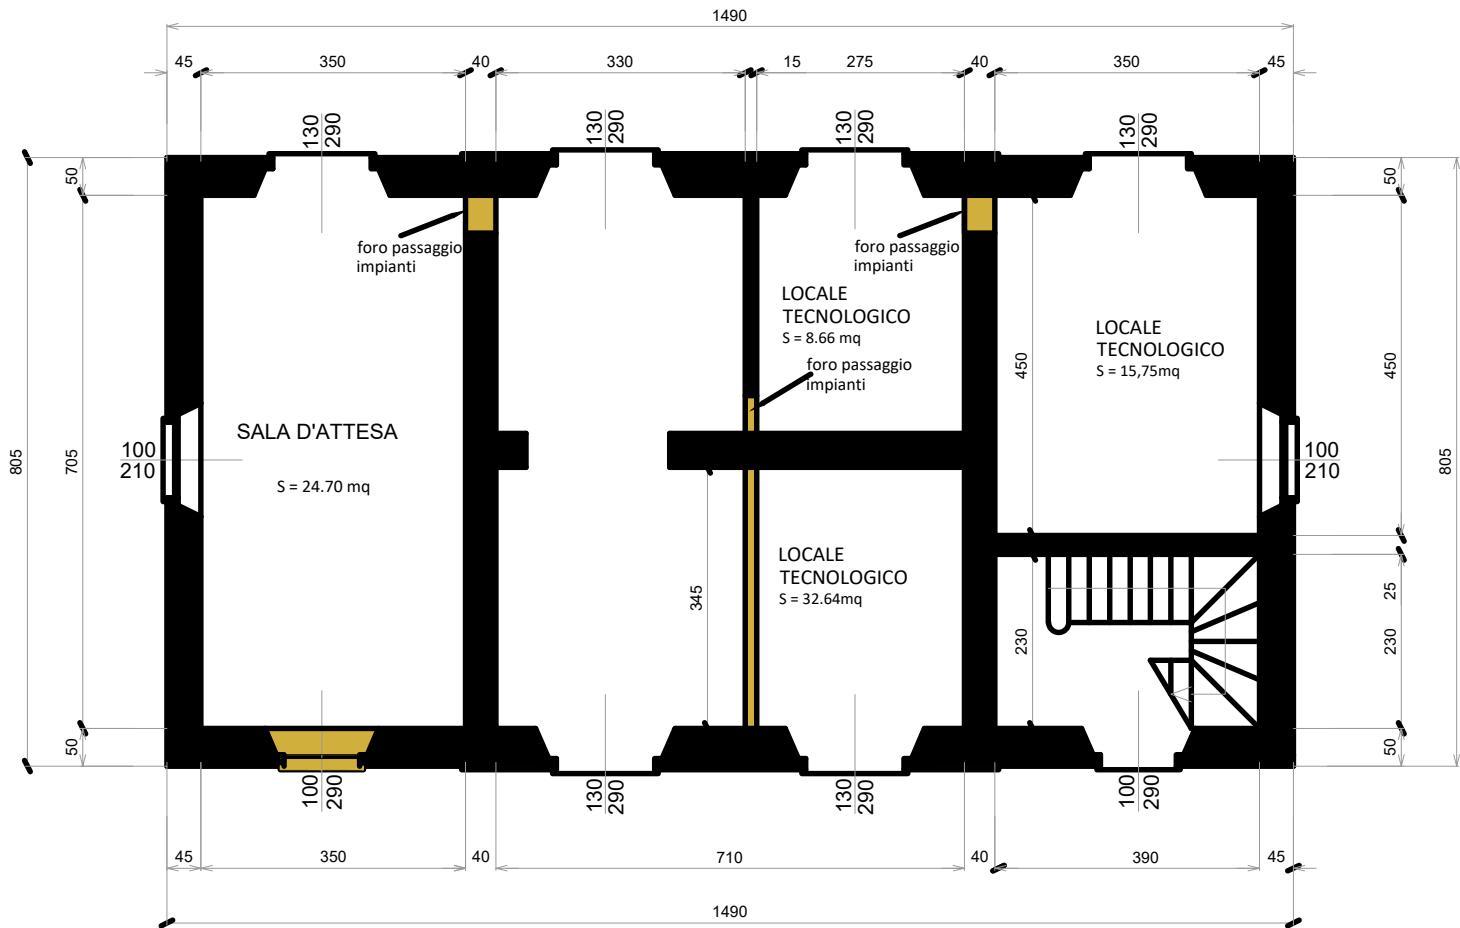 1490
45 350 40 330 15 275 40 350 45
130
290
130
290
130
290
130
290
50
705
50
805
foro passaggio
impianti
foro passaggio
impianti
LOCALE
TECNOLOGICO
S = 8.66 mq
foro passaggio
impianti
LOCALE
TECNOLOGICO
S = 15,75mq
450
SALA D'ATTESA
S = 24.70 mq
100
210
100
210
LOCALE
TECNOLOGICO
S = 32.64mq
345
230
50
450
25
230
50
805
100
290
130
290
130
290
100
290
45 350 40 710 40 390 45
1490